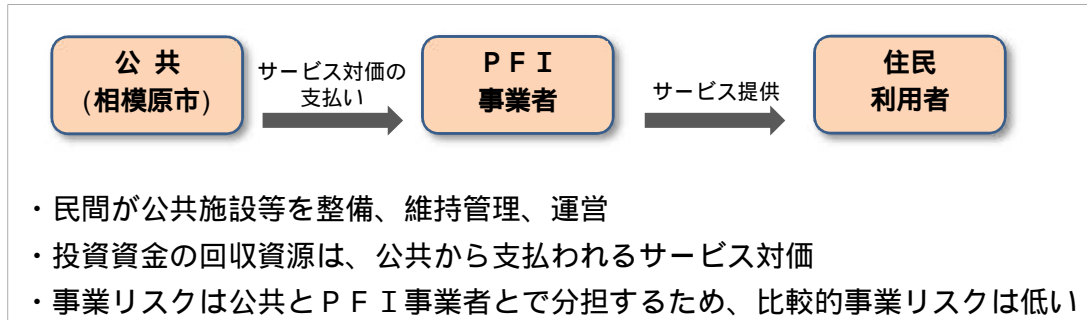 公 共
(相模原市)
サービス対価の
支払い
ＰＦＩ
事業者
サービス提供
住民
利用者
・民間が公共施設等を整備、維持管理、運営
・投資資金の回収資源は、公共から支払われるサービス対価
・事業リスクは公共とＰＦＩ事業者とで分担するため、比較的事業リスクは低い